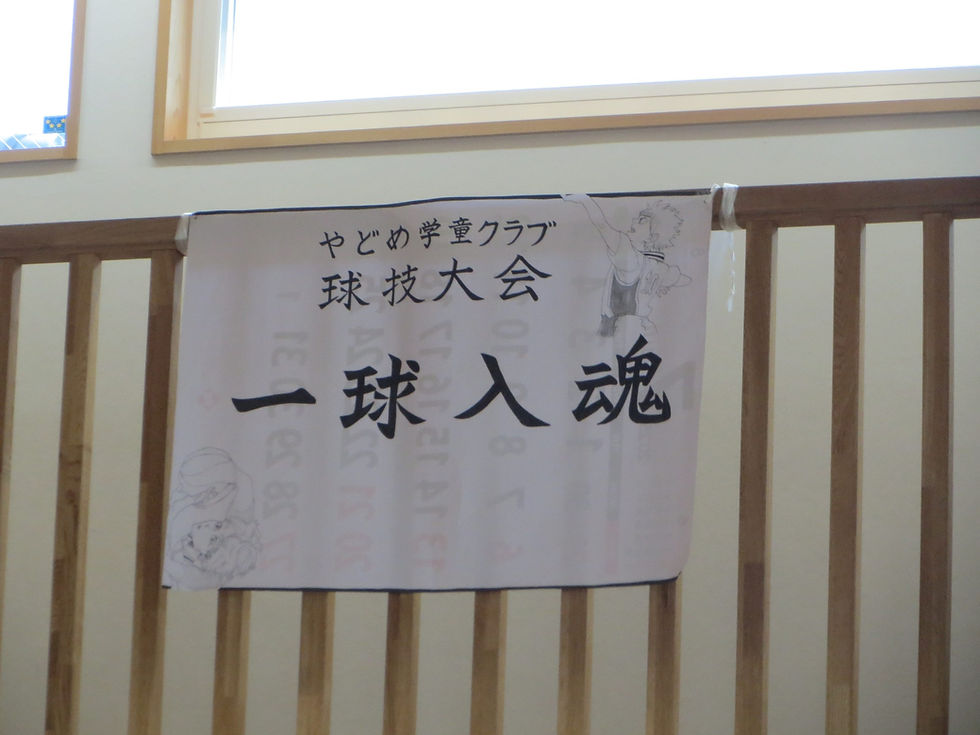 やどめ学童クラブ
球技大会
一球入魂